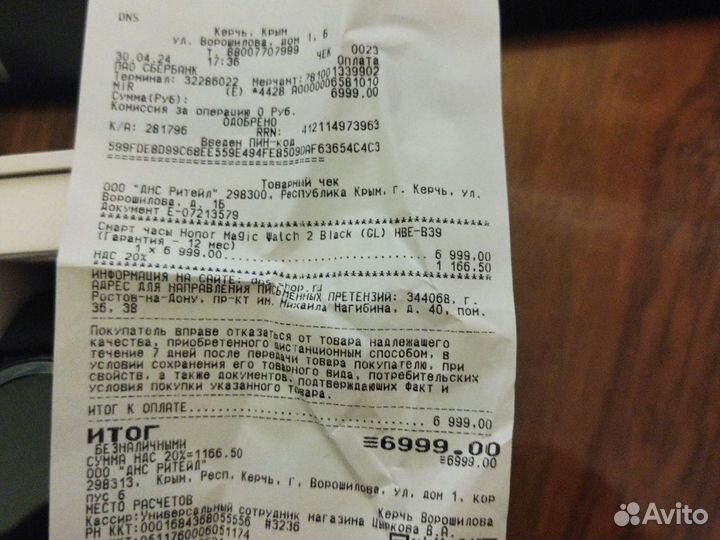 DNS
Керчь, Крым
ул. Ворошилова, дом 1, Б
Т. 88007707999 0023
30.04.24 17:36 ЧЕК
ПАО СБЕРБАНК Оплата
Терминал: 32286022 Мерчант: 781001339902
MIR (E) *4428 A0000006581010
Сумма(Руб): 6999.00
Комиссия за операцию 0 Руб.
ОДОБРЕНО
К/А: 281796 RRN: 412114973963
Введен ПИН-код
599FDE8D99C68EE559E494FE8509DAF63654C4C3
Товарный чек
ООО "ДНС Ритейл" 298300, Республика Крым, г. Керчь, ул.
Ворошилова, д. 1Б
Документ Е-07213579
Смарт часы Honor Magic Watch 2 Black (GL) HBE-B39
(Гарантия - 12 мес)
1 x 6 999.00 6 999.00
НДС 20% 1 166.50
ИНФОРМАЦИЯ НА САЙТЕ: dns-shop.ru
АДРЕС ДЛЯ НАПРАВЛЕНИЯ ПИСЬМЕННЫХ ПРЕТЕНЗИЙ: 344068, г.
Ростов-на-Дону, пр-кт им. Михаила Нагибина, д. 40, пом.
36, 38
Покупатель вправе отказаться от товара надлежащего
качества, приобретенного дистанционным способом, в
течение 7 дней после передачи товара покупателю, при
условии сохранения его товарного вида, потребительских
свойств, а также документов, подтверждающих факт и
условия покупки указанного товара.
ИТОГ К ОПЛАТЕ 6 999.00
ИТОГ ≡6999.00
БЕЗНАЛИЧНЫМИ ≡6999.00
СУММА НДС 20%=1166.50
ООО "ДНС РИТЕЙЛ"
298313, Крым, Респ. Керчь, г. Ворошилова, ул, дом 1, кор
пус 6
МЕСТО РАСЧЕТОВ Керчь Ворошилова
Кассир:Универсальный сотрудник магазина Цыркова В.А.
РН ККТ:0001684368055556 #3236
Avito